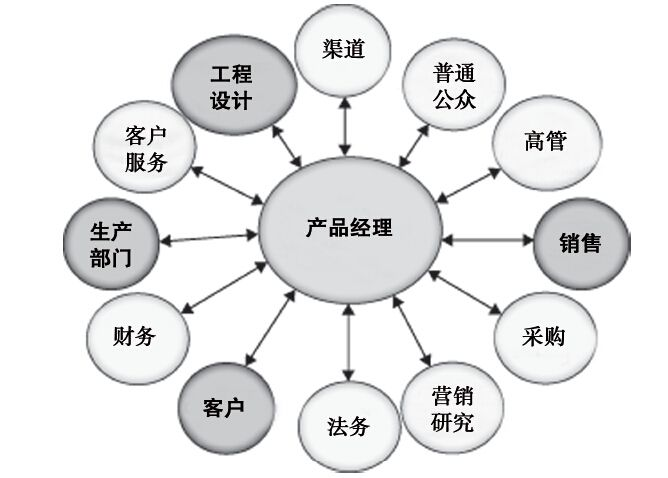 渠道
工程
设计
普通
公众
客户
服务
高管
生产
部门
产品经理
销售
财务
采购
客户
法务
营销
研究